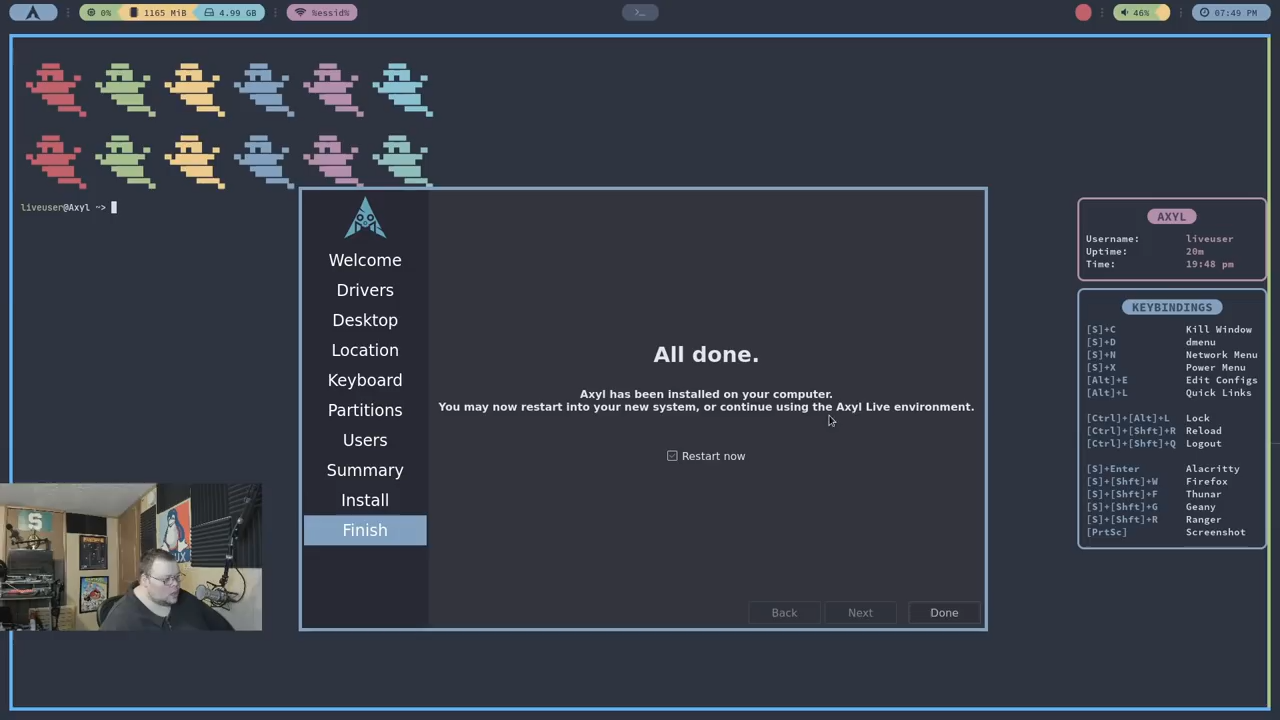 0%
1165 MiB
4.99 GB
%essid%
>_
46%
07:49 PM
liveuser@Axyl ~>
Welcome
Drivers
Desktop
Location
Keyboard
Partitions
Users
Summary
Install
Finish
All done.
Axyl has been installed on your computer.
You may now restart into your new system, or continue using the Axyl Live environment.
Restart now
Back
Next
Done
AXYL
Username: liveuser
Uptime: 20m
Time: 19:48 pm
KEYBINDINGS
[S]+C Kill Window
[S]+D dmenu
[S]+N Network Menu
[S]+X Power Menu
[Alt]+E Edit Configs
[Alt]+L Quick Links
[Ctrl]+[Alt]+L Lock
[Ctrl]+[Shft]+R Reload
[Ctrl]+[Shft]+Q Logout
[S]+Enter Alacritty
[S]+[Shft]+W Firefox
[S]+[Shft]+F Thunar
[S]+[Shft]+G Geany
[S]+[Shft]+R Ranger
[PrtSc] Screenshot